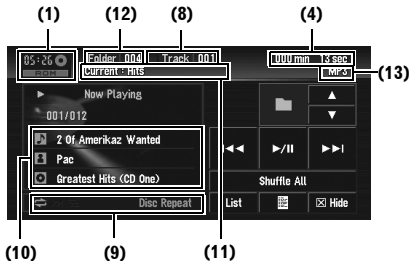 (1) (12) (8) (4)
05:26 Folder 004 Track 001 000 min 13 sec
ROM Current : Hits MP3 (13)
Now Playing
001/012
2 Of Amerikaz Wanted
Pac
Greatest Hits (CD One) Shuffle All
Disc Repeat List Hide
(10) (9) (11)